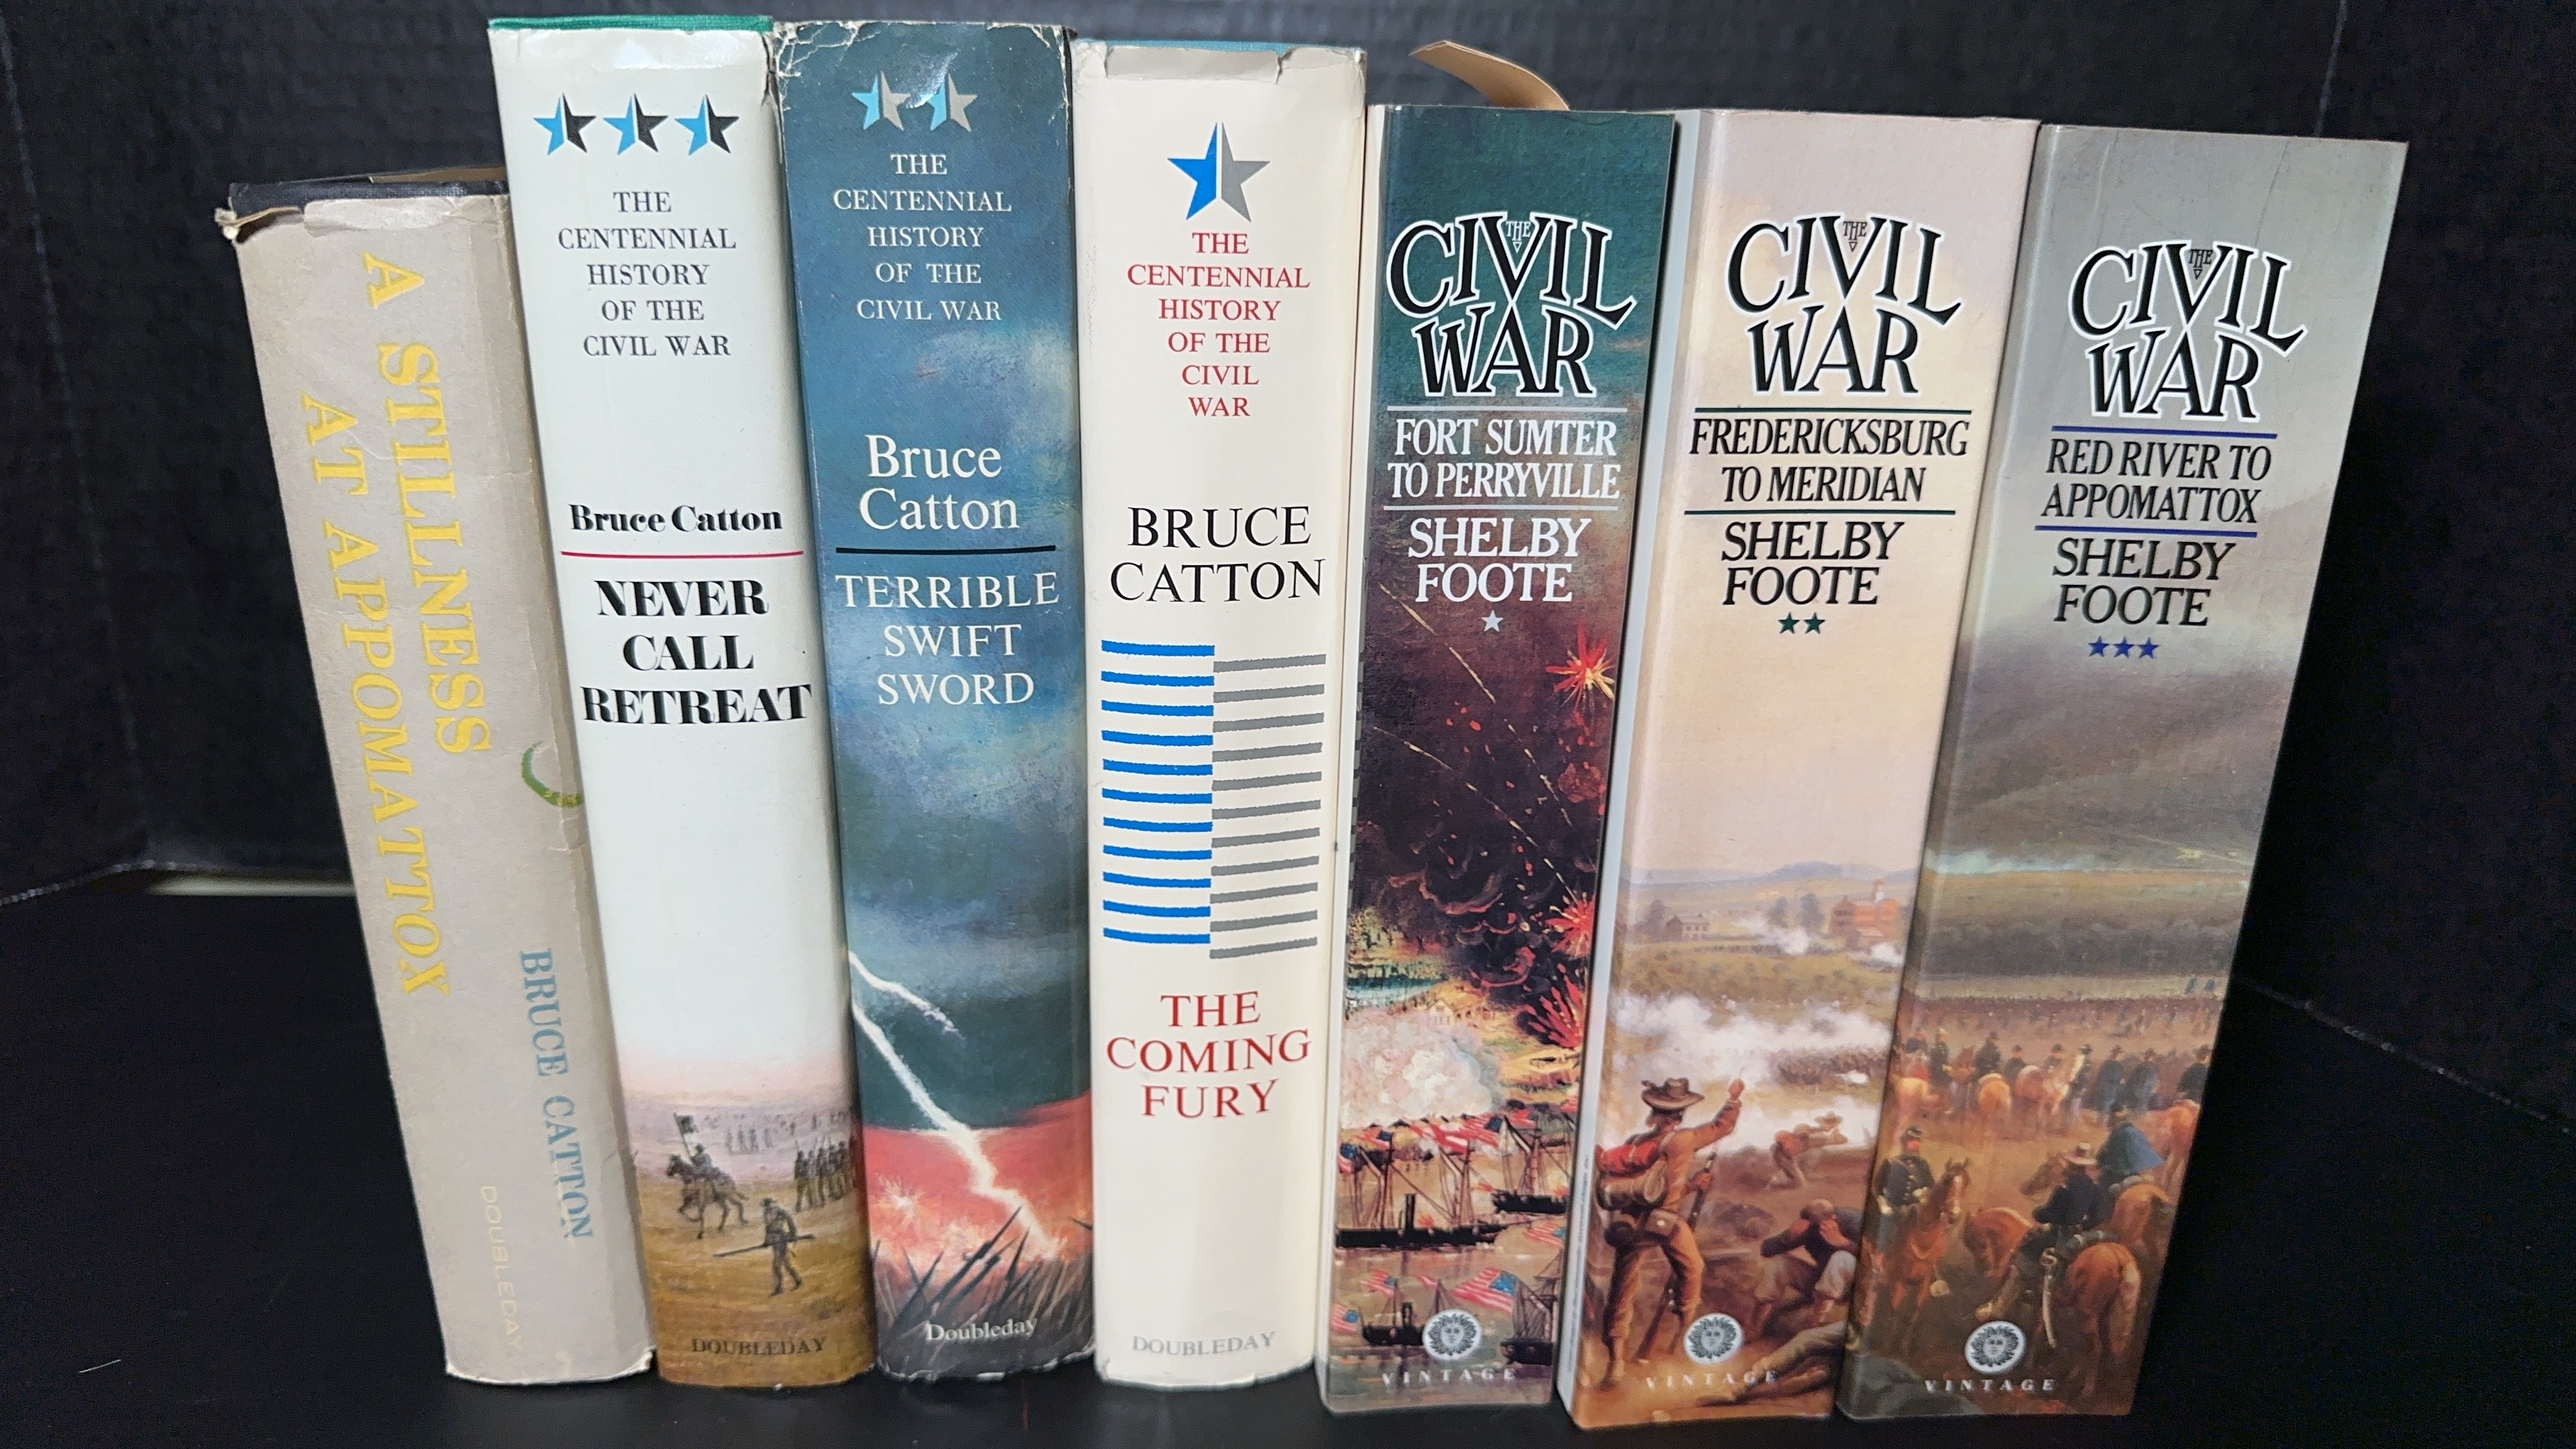 A STILLNESS
AT APPOMATTOX
BRUCE CATTON
DOUBLEDAY
THE
CENTENNIAL
HISTORY
OF THE
CIVIL WAR
Bruce Catton
NEVER
CALL
RETREAT
DOUBLEDAY
THE
CENTENNIAL
HISTORY
OF THE
CIVIL WAR
Bruce
Catton
TERRIBLE
SWIFT
SWORD
Doubleday
THE
CENTENNIAL
HISTORY
OF THE
CIVIL
WAR
BRUCE
CATTON
THE
COMING
FURY
DOUBLEDAY
THE
CIVIL
WAR
FORT SUMTER
TO PERRYVILLE
SHELBY
FOOTE
VINTAGE
THE
CIVIL
WAR
FREDERICKSBURG
TO MERIDIAN
SHELBY
FOOTE
VINTAGE
THE
CIVIL
WAR
RED RIVER TO
APPOMATTOX
SHELBY
FOOTE
VINTAGE